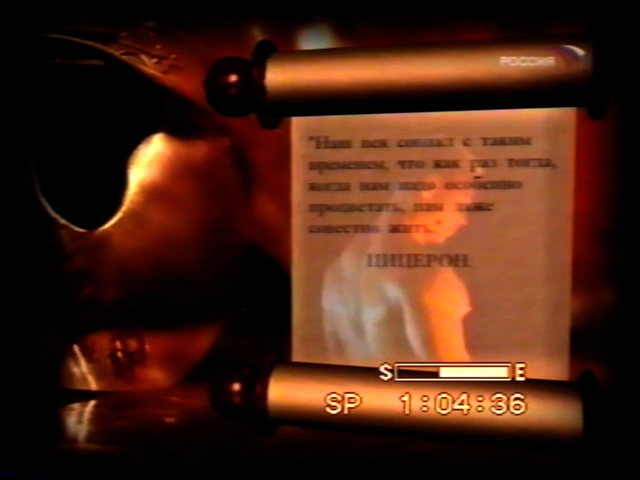 РОССИЯ
"Наш век совпал с таким
временем, что как раз тогда,
когда нам надо особенно
процветать, нам даже
совестно жить."
ЦИЦЕРОН
S E
SP 1:04:36